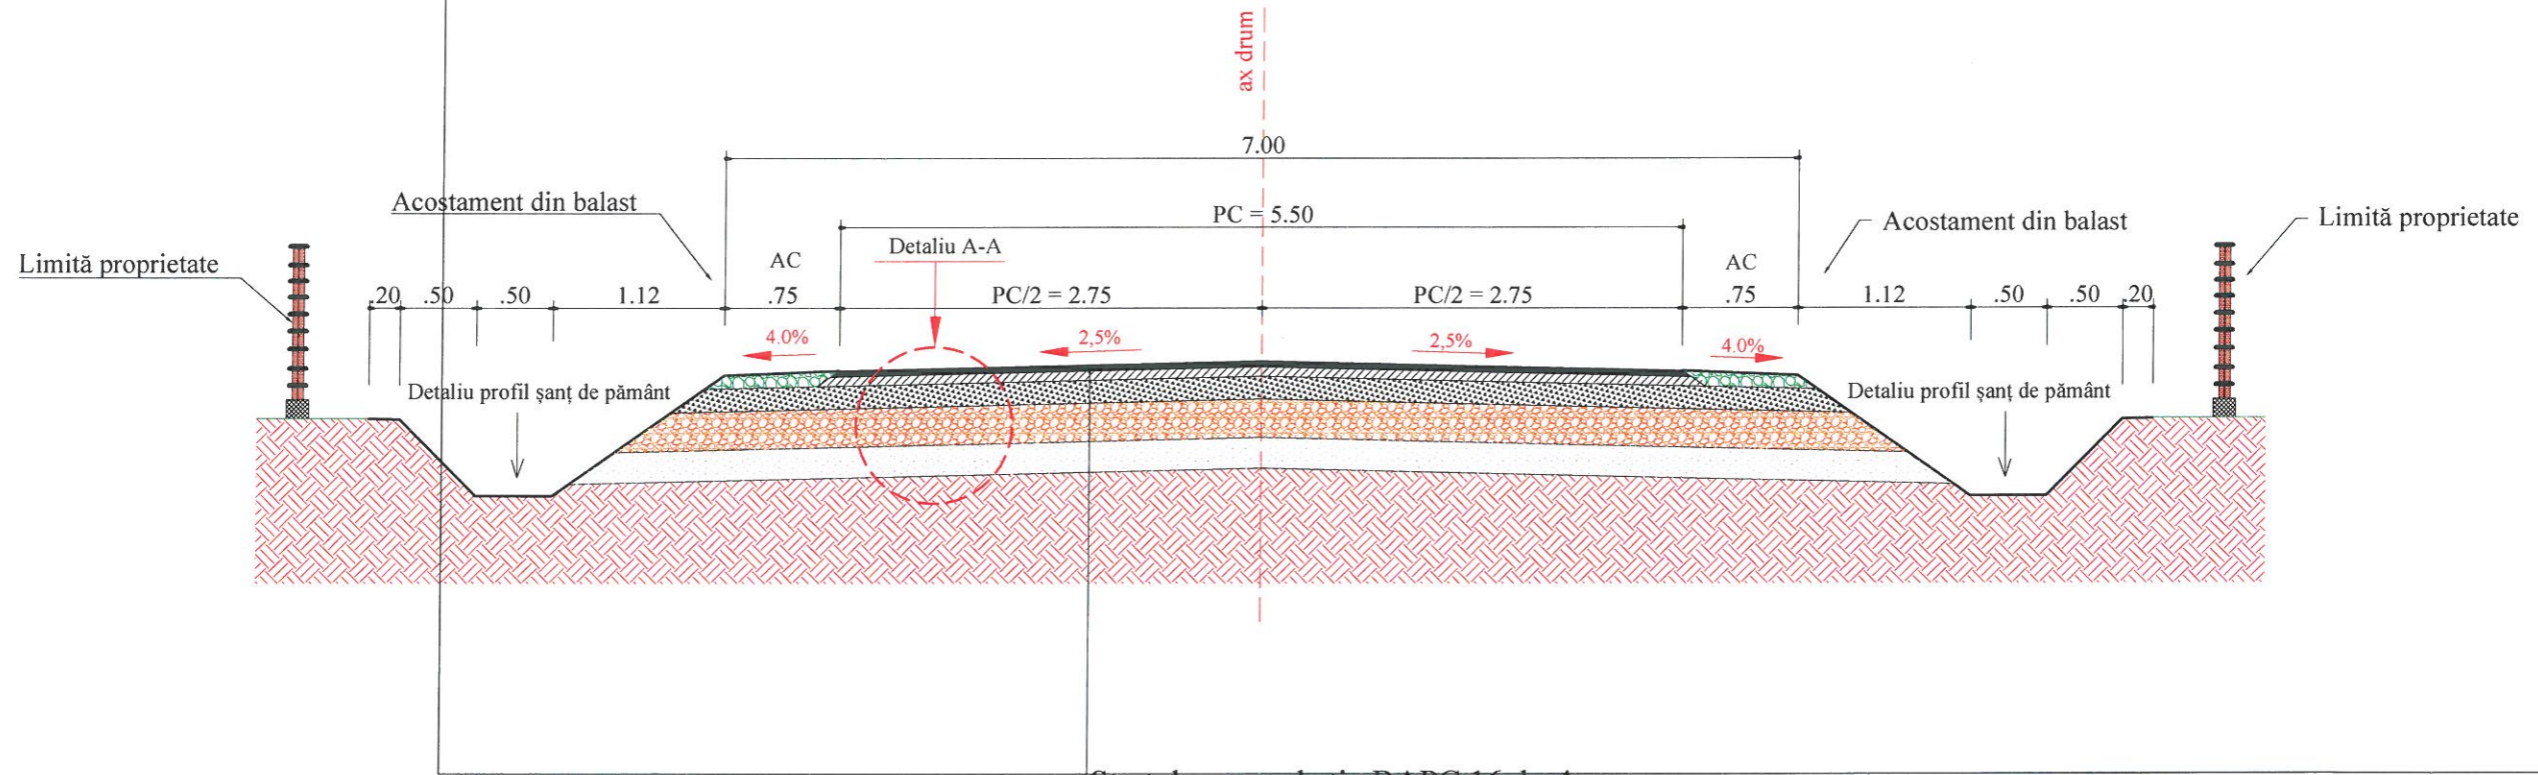 ax drum
7.00
Acostament din balast
PC = 5.50
Acostament din balast
Limită proprietate
Limită proprietate
Detaliu A-A
AC
AC
.20 .50 .50 1.12 .75 PC/2 = 2.75 PC/2 = 2.75 .75 1.12 .50 .50 .20
4.0% 2,5% 2,5% 4.0%
Detaliu profil șanț de pământ
Detaliu profil șanț de pământ